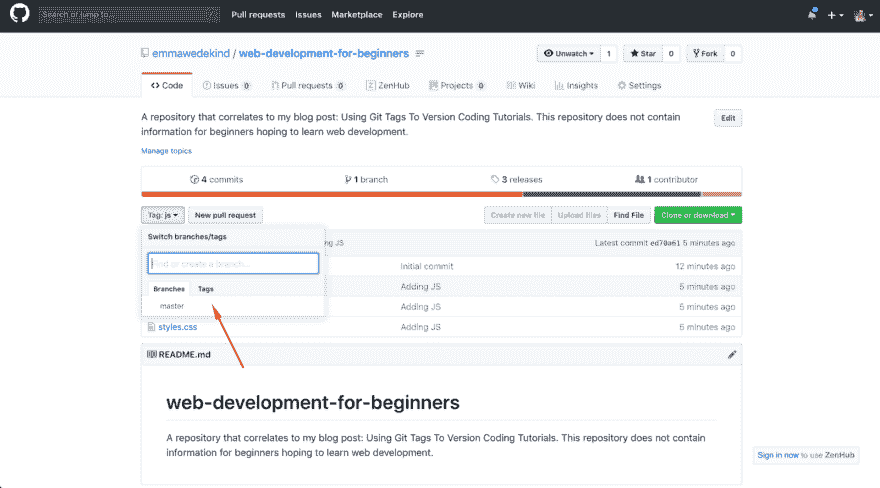 Search or jump to...
/
Pull requests Issues Marketplace Explore
emmawedekind / web-development-for-beginners
Unwatch 1 Star 0 Fork 0
Code Issues 0 Pull requests 0 ZenHub Projects 0 Wiki Insights Settings
A repository that correlates to my blog post: Using Git Tags To Version Coding Tutorials. This repository does not contain
information for beginners hoping to learn web development.
Edit
Manage topics
4 commits 1 branch 3 releases 1 contributor
Tag: js New pull request Create new file Upload files Find File Clone or download
Switch branches/tags
Find or create a branch...
Branches Tags
master
ng JS Latest commit ed70a61 5 minutes ago
Initial commit 12 minutes ago
Adding JS 5 minutes ago
Adding JS 5 minutes ago
styles.css Adding JS 5 minutes ago
README.md
web-development-for-beginners
A repository that correlates to my blog post: Using Git Tags To Version Coding Tutorials. This repository does not contain
information for beginners hoping to learn web development.
Sign in now to use ZenHub